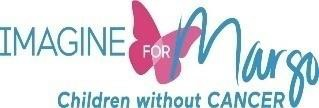 IMAGINE FOR Margo
Children without CANCER